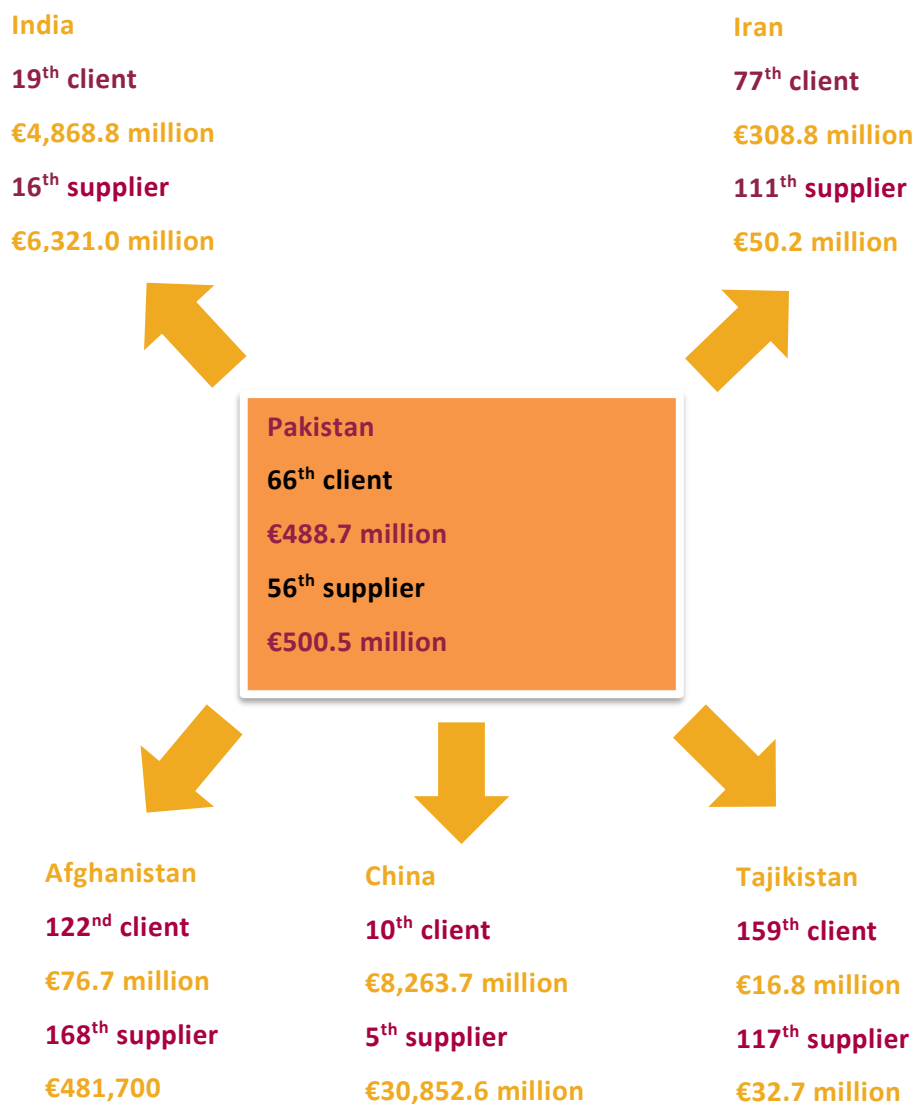 India
19th client
€4,868.8 million
16th supplier
€6,321.0 million
Iran
77th client
€308.8 million
111th supplier
€50.2 million
Pakistan
66th client
€488.7 million
56th supplier
€500.5 million
Afghanistan
122nd client
€76.7 million
168th supplier
€481,700
China
10th client
€8,263.7 million
5th supplier
€30,852.6 million
Tajikistan
159th client
€16.8 million
117th supplier
€32.7 million